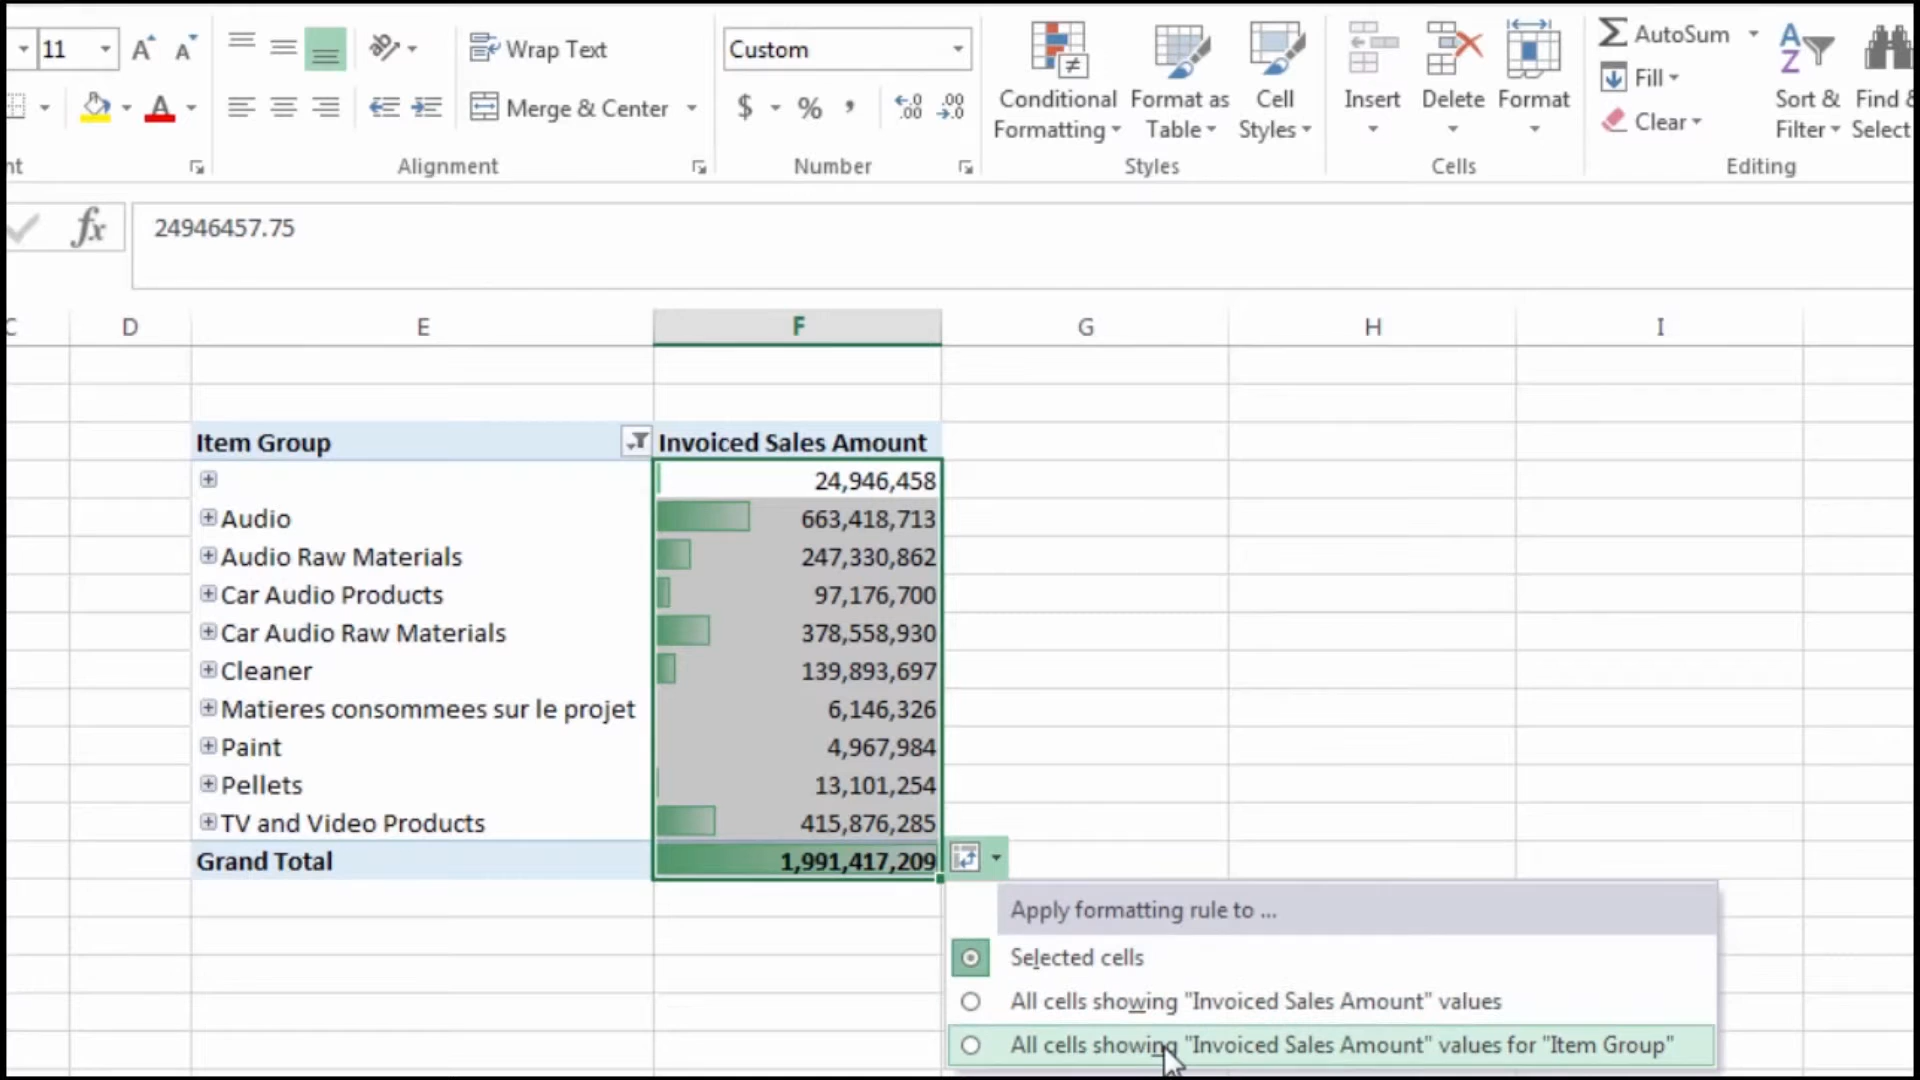 11
Wrap Text
Custom
Merge & Center
$ % ,
Conditional Formatting
Format as Table
Cell Styles
Insert
Delete
Format
AutoSum
Fill
Clear
Sort & Filter
Find &
Select
nt
Alignment
Number
Styles
Cells
Editing
fx
24946457.75
C D E F G H I
Item Group Invoiced Sales Amount
24,946,458
Audio 663,418,713
Audio Raw Materials 247,330,862
Car Audio Products 97,176,700
Car Audio Raw Materials 378,558,930
Cleaner 139,893,697
Matieres consommees sur le projet 6,146,326
Paint 4,967,984
Pellets 13,101,254
TV and Video Products 415,876,285
Grand Total 1,991,417,209
Apply formatting rule to ...
Selected cells
All cells showing "Invoiced Sales Amount" values
All cells showing "Invoiced Sales Amount" values for "Item Group"